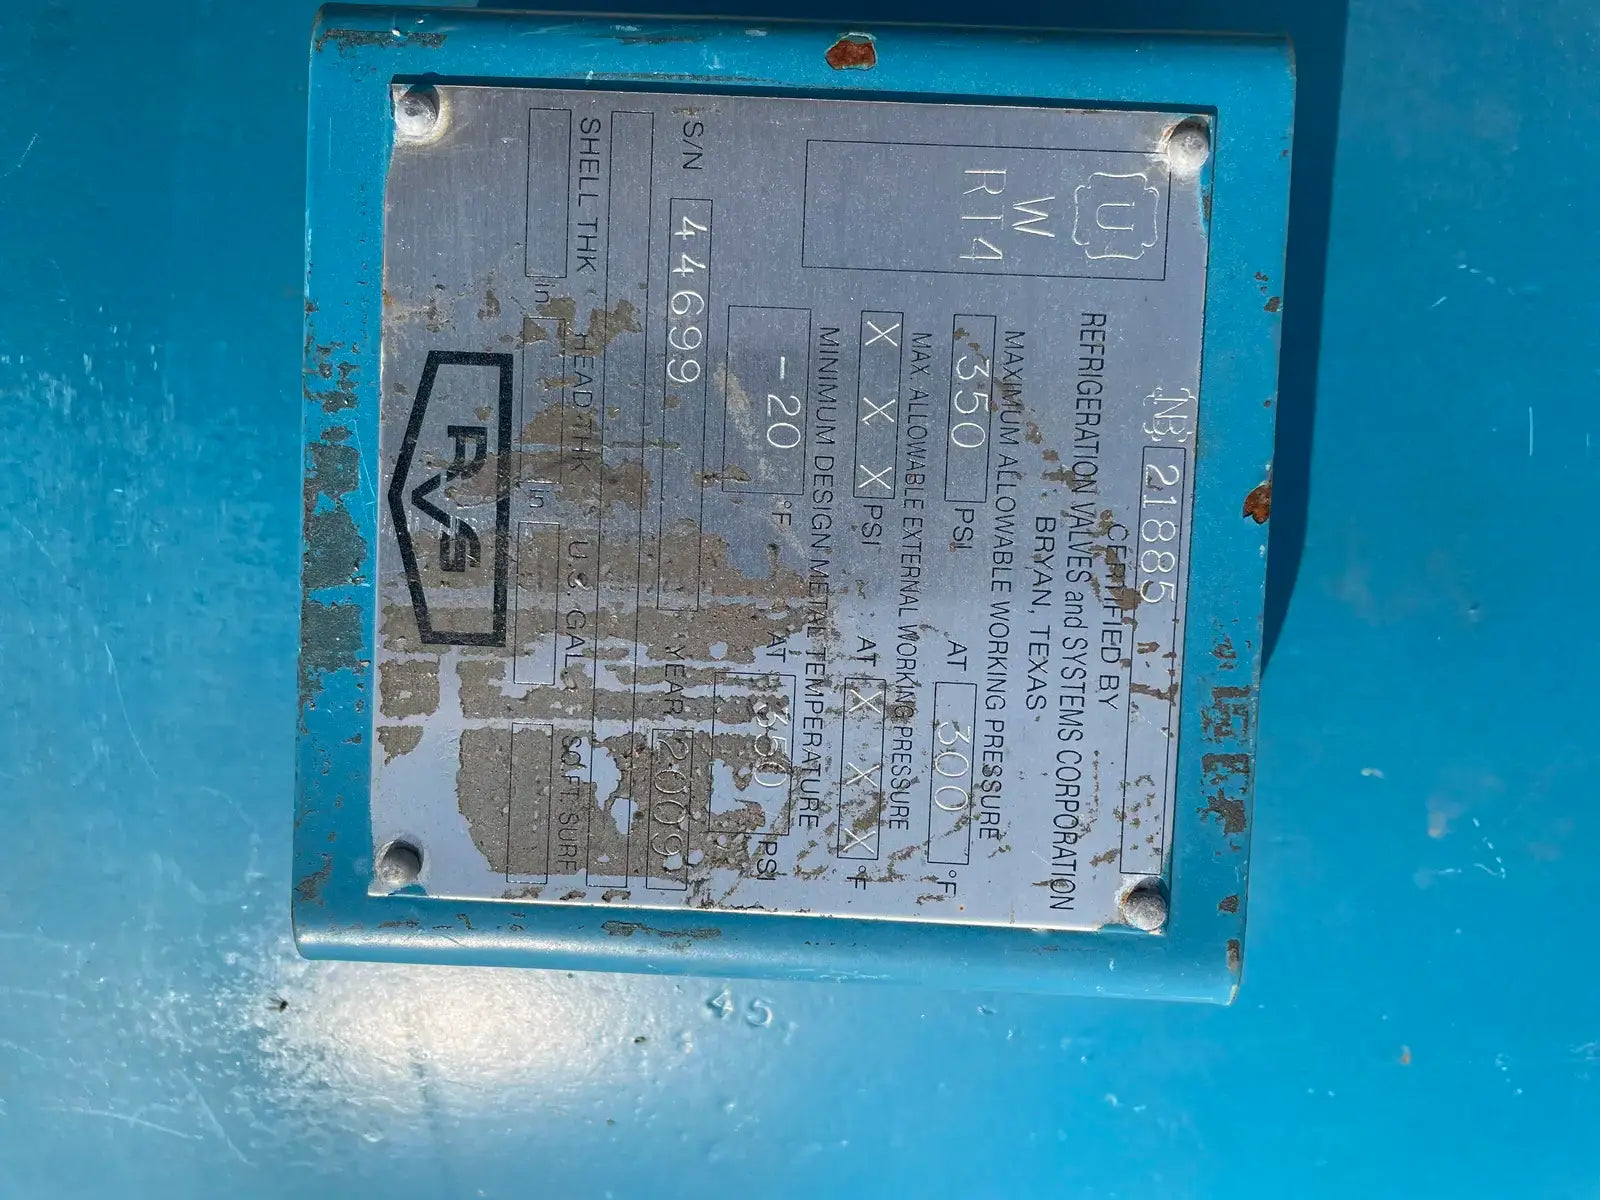 NB 21885
CERTIFIED BY
REFRIGERATION VALVES and SYSTEMS CORPORATION
BRYAN, TEXAS
U
W
RT4
MAXIMUM ALLOWABLE WORKING PRESSURE
350 PSI AT 300 °F
MAX. ALLOWABLE EXTERNAL WORKING PRESSURE
X X X PSI AT X X X °F
MINIMUM DESIGN METAL TEMPERATURE
-20 °F AT 350 PSI
S/N 44699 YEAR 2009
SHELL THK HEAD THK U.S. GAL. SQ.FT.SURF.
in in
RVS
45